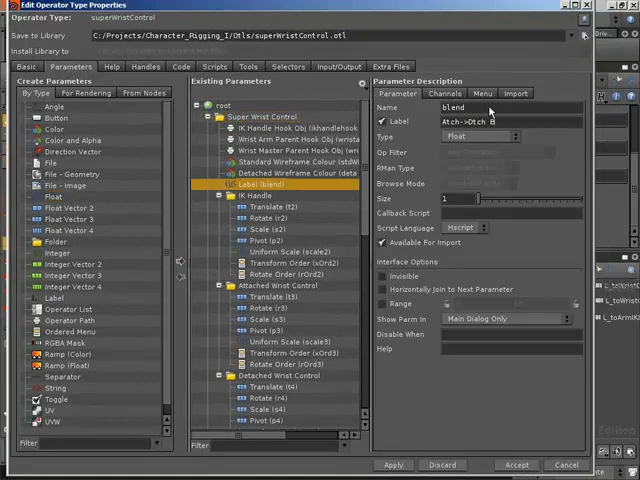 Edit Operator Type Properties
Operator Type: superWristControl
Save to Library C:/Projects/Character_Rigging_I/Otls/superWristControl.otl
Install Library to
Basic Parameters Help Handles Code Scripts Tools Selectors Input/Output Extra Files
Create Parameters
By Type For Rendering From Nodes
Angle
Button
Color
Color and Alpha
Direction Vector
File
File - Geometry
File - Image
Float
Float Vector 2
Float Vector 3
Float Vector 4
Folder
Integer
Integer Vector 2
Integer Vector 3
Integer Vector 4
Label
Operator List
Operator Path
Ordered Menu
RGBA Mask
Ramp (Color)
Ramp (Float)
Separator
String
Toggle
UV
UVW
Filter
Existing Parameters
root
Super Wrist Control
IK Handle Hook Obj (ikhandlehook
Wrist Arm Parent Hook Obj (wrista
Wrist Master Parent Hook Obj (wri
Standard Wireframe Colour (stdWi
Detached Wireframe Colour (deta
Label (blend)
IK Handle
Translate (t2)
Rotate (r2)
Scale (s2)
Pivot (p2)
Uniform Scale (scale2)
Transform Order (xOrd2)
Rotate Order (rOrd2)
Attached Wrist Control
Translate (t3)
Rotate (r3)
Scale (s3)
Pivot (p3)
Uniform Scale (scale3)
Transform Order (xOrd3)
Rotate Order (rOrd3)
Detached Wrist Control
Translate (t4)
Rotate (r4)
Scale (s4)
Pivot (p4)
Filter
Parameter Description
Parameter Channels Menu Import
Name blend
Label Atch->Dtch B
Type Float
Op Filter
RMan Type
Browse Mode
Size 1
Callback Script
Script Language Hscript
Available For Import
Interface Options
Invisible
Horizontally Join to Next Parameter
Range
Show Parm In Main Dialog Only
Disable When
Help
Apply Discard Accept Cancel
L_toWrist
L_toArmIK